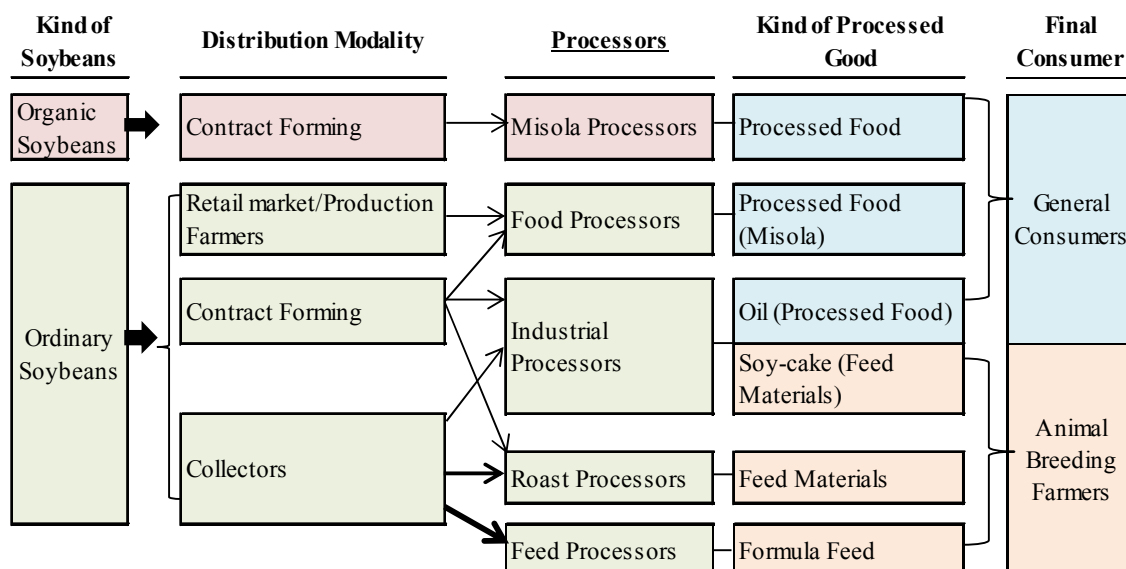 Kind of
Soybeans
Distribution Modality
Processors
Kind of Processed
Good
Final
Consumer
Organic
Soybeans
Contract Forming
Misola Processors
Processed Food
Retail market/Production
Farmers
Food Processors
Processed Food
(Misola)
General
Consumers
Ordinary
Soybeans
Contract Forming
Industrial
Processors
Oil (Processed Food)
Soy-cake (Feed
Materials)
Collectors
Roast Processors
Feed Materials
Animal
Breeding
Farmers
Feed Processors
Formula Feed